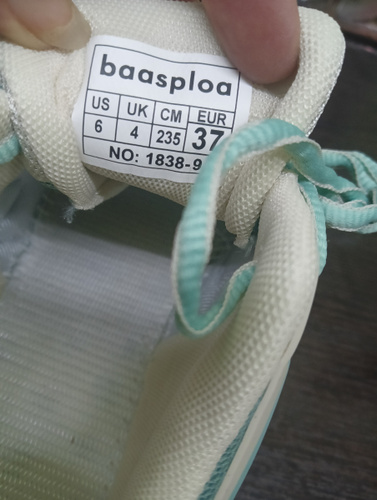 baasploa
US UK CM EUR
6 4 235 37
NO: 1838-9